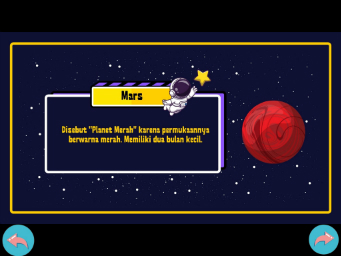 Mars
Disebut "Planet Merah" karena permukaannya
berwarna merah. Memiliki dua bulan kecil.